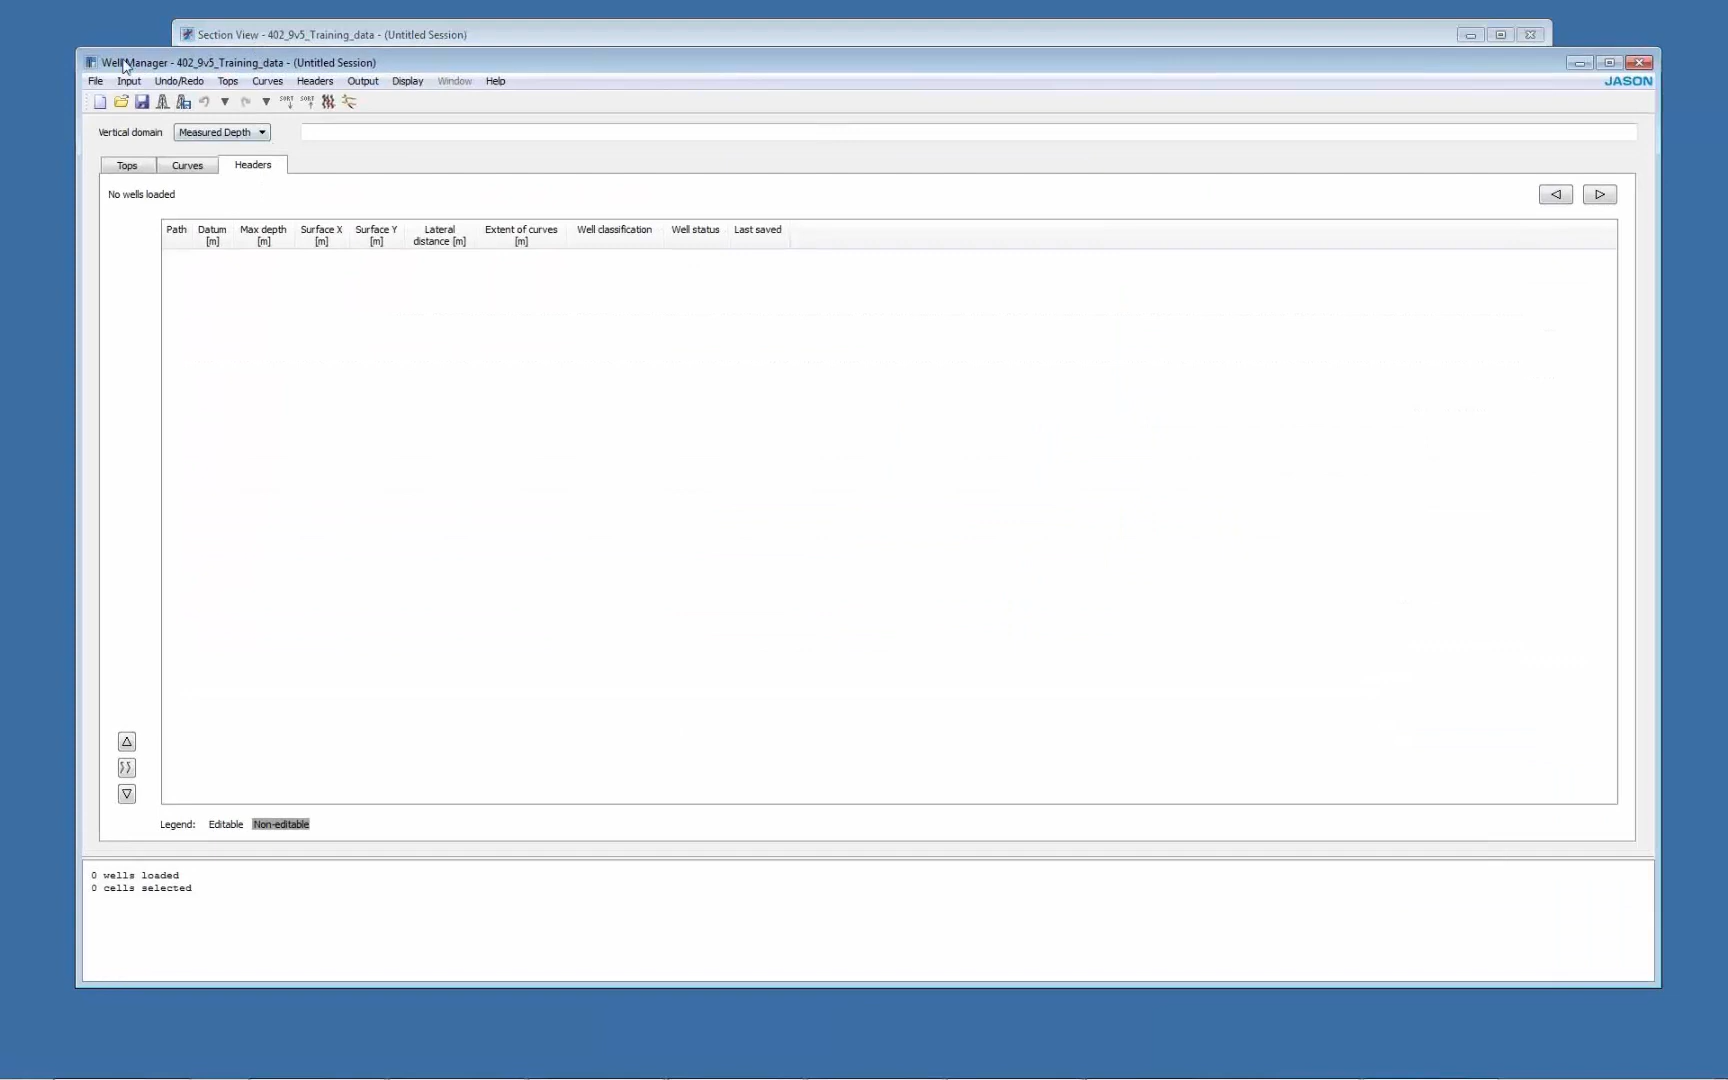 Section View - 402_9v5_Training_data - (Untitled Session)
Well Manager - 402_9v5_Training_data - (Untitled Session)
File Input Undo/Redo Tops Curves Headers Output Display Window Help JASON
SORT SORT
Vertical domain Measured Depth
Tops Curves Headers
No wells loaded
Path Datum [m] Max depth [m] Surface X [m] Surface Y [m] Lateral distance [m] Extent of curves [m] Well classification Well status Last saved
Legend: Editable Non-editable
0 wells loaded
0 cells selected